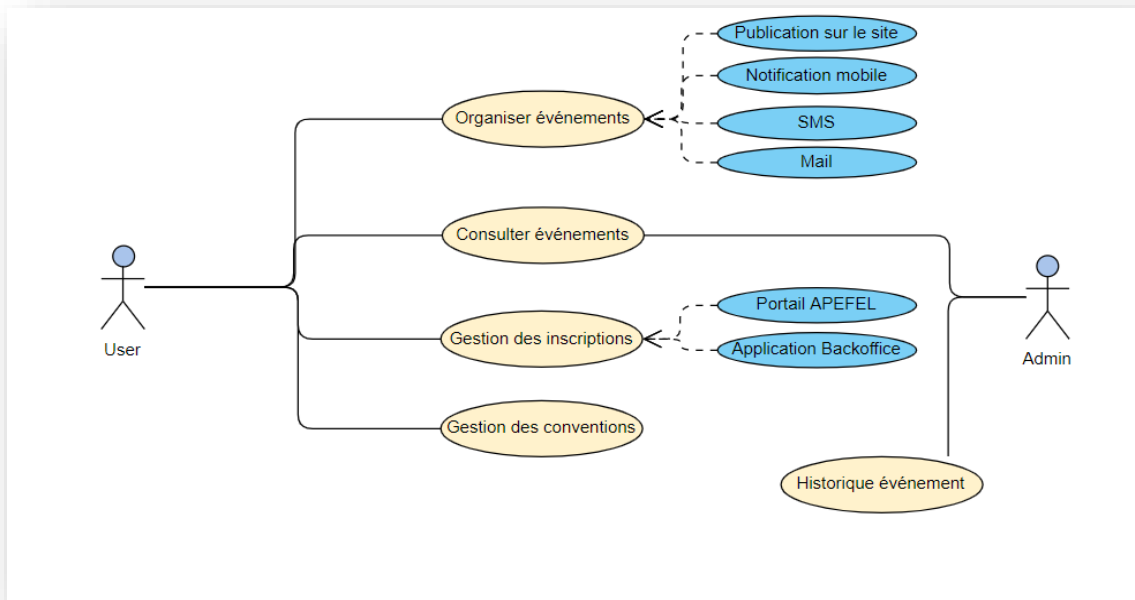 Publication sur le site
Notification mobile
Organiser événements
SMS
Mail
Consulter événements
Portail APEFEL
Gestion des inscriptions
Application Backoffice
User
Admin
Gestion des conventions
Historique événement